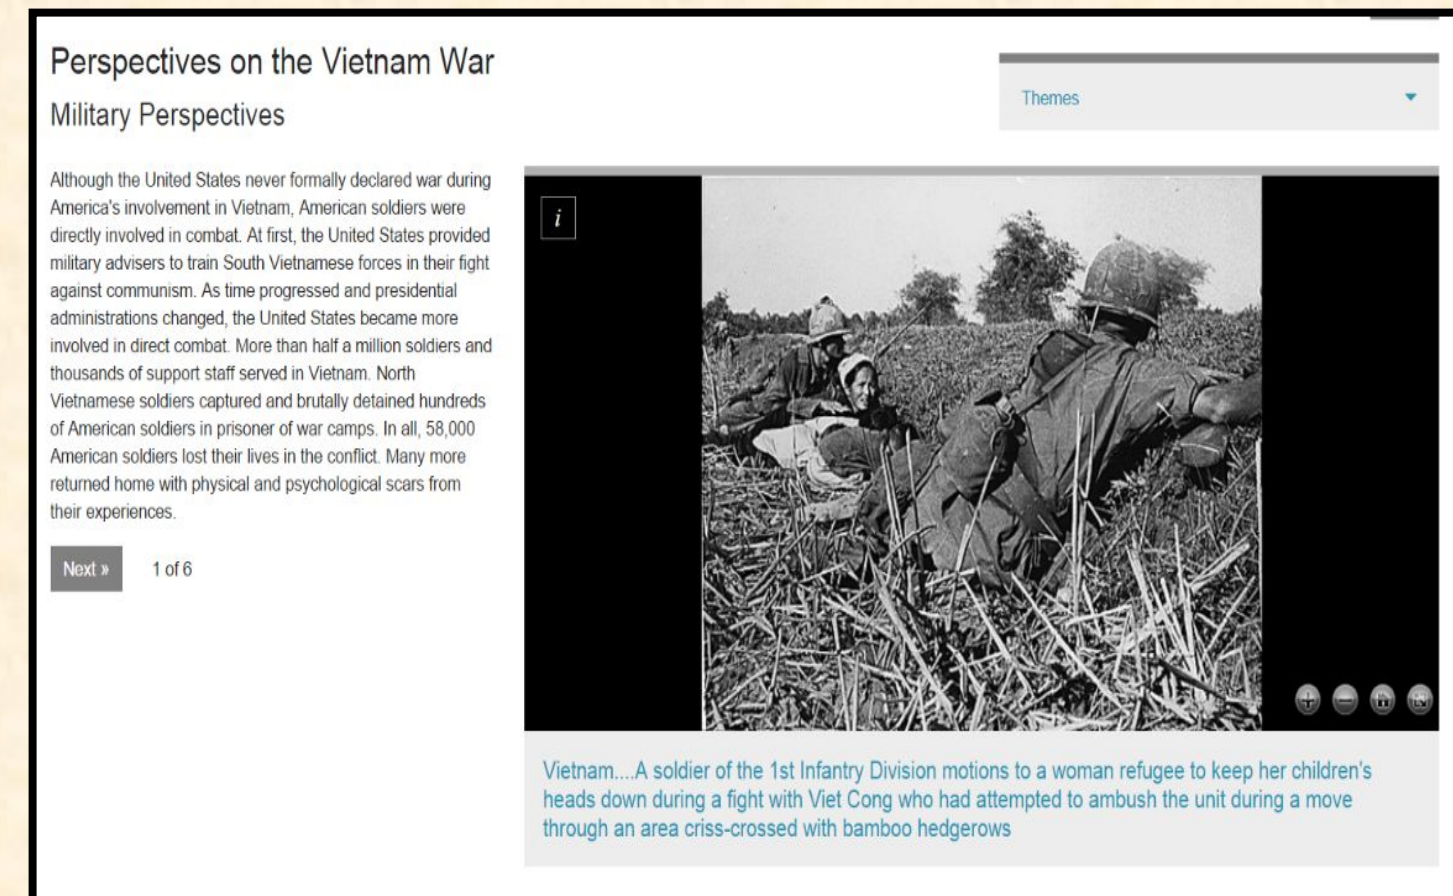 Perspectives on the Vietnam War
Military Perspectives
Themes
Although the United States never formally declared war during
America's involvement in Vietnam, American soldiers were
directly involved in combat. At first, the United States provided
military advisers to train South Vietnamese forces in their fight
against communism. As time progressed and presidential
administrations changed, the United States became more
involved in direct combat. More than half a million soldiers and
thousands of support staff served in Vietnam. North
Vietnamese soldiers captured and brutally detained hundreds
of American soldiers in prisoner of war camps. In all, 58,000
American soldiers lost their lives in the conflict. Many more
returned home with physical and psychological scars from
their experiences.
Next » 1 of 6
i
Vietnam....A soldier of the 1st Infantry Division motions to a woman refugee to keep her children's
heads down during a fight with Viet Cong who had attempted to ambush the unit during a move
through an area criss-crossed with bamboo hedgerows